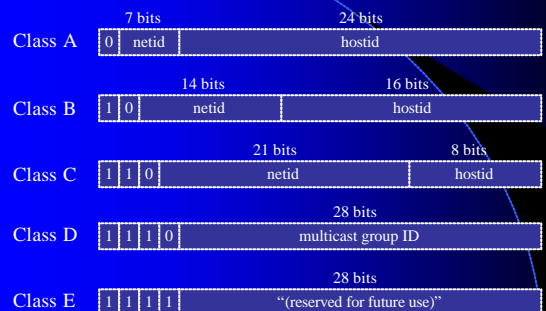 7 bits 24 bits
Class A 0 netid hostid
14 bits 16 bits
Class B 1 0 netid hostid
21 bits 8 bits
Class C 1 1 0 netid hostid
28 bits
Class D 1 1 1 0 multicast group ID
28 bits
Class E 1 1 1 1 “(reserved for future use)”